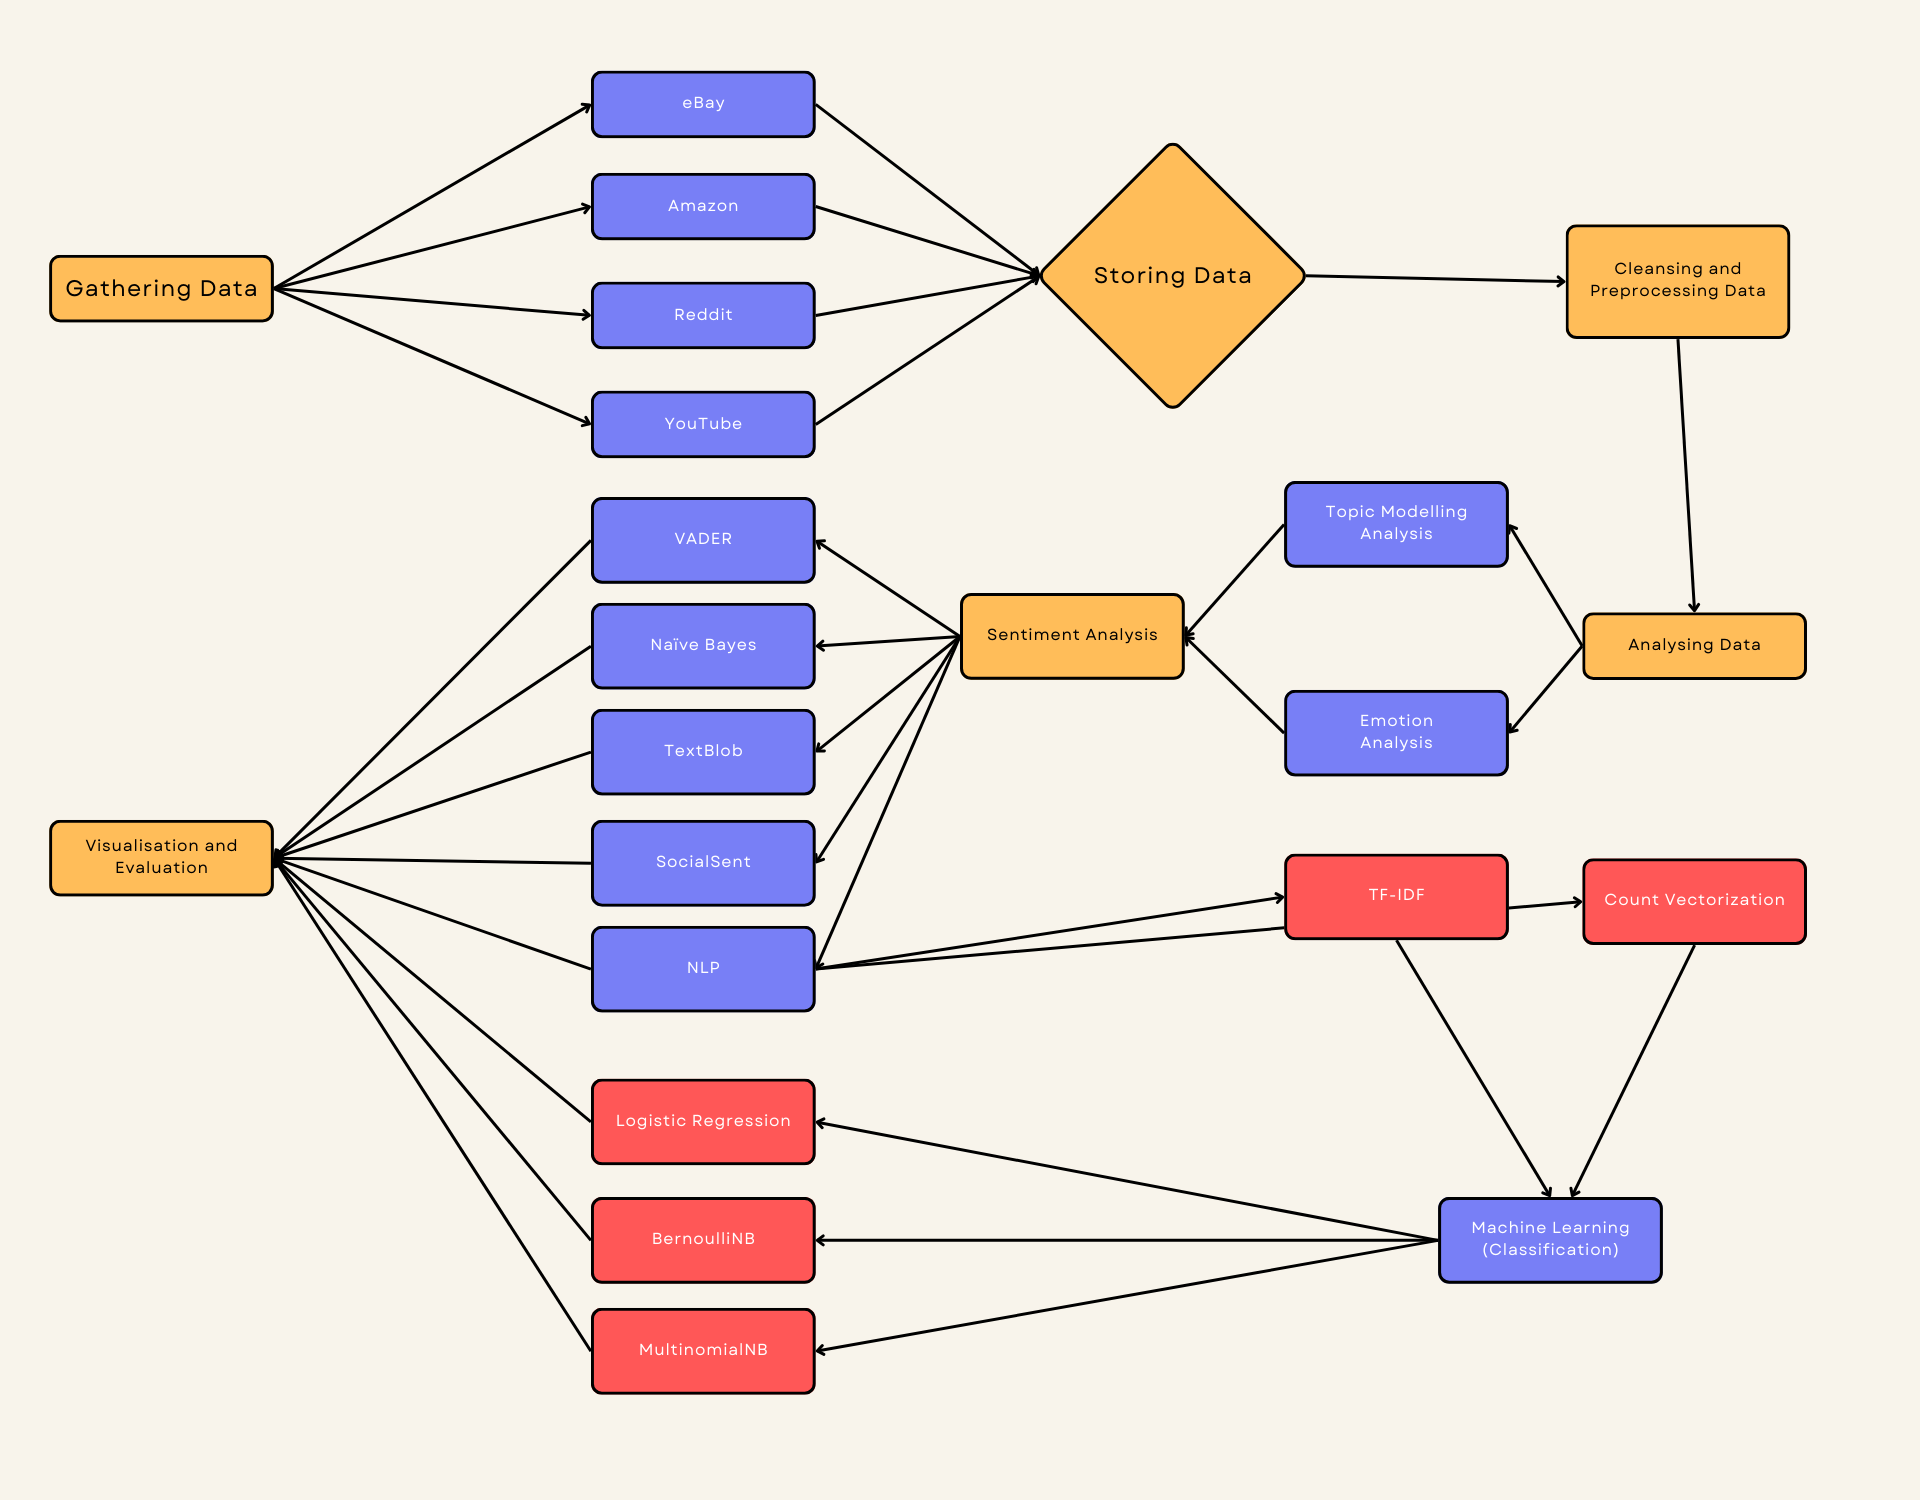 eBay
Amazon
Gathering Data
Reddit
YouTube
Storing Data
Cleansing and
Preprocessing Data
VADER
Naïve Bayes
TextBlob
SocialSent
NLP
Sentiment Analysis
Topic Modelling
Analysis
Emotion
Analysis
Analysing Data
Visualisation and
Evaluation
TF-IDF
Count Vectorization
Logistic Regression
BernoulliNB
MultinomialNB
Machine Learning
(Classification)